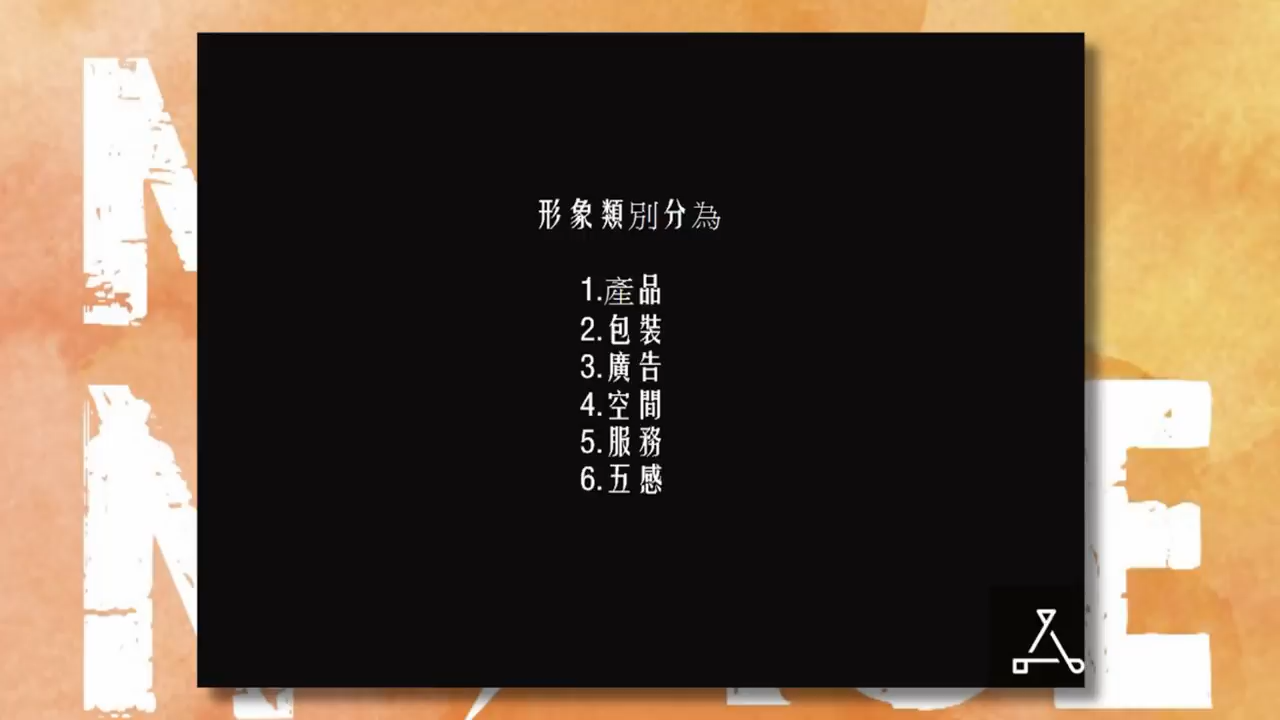 形象類別分為
1.產品
2.包裝
3.廣告
4.空間
5.服務
6.五感